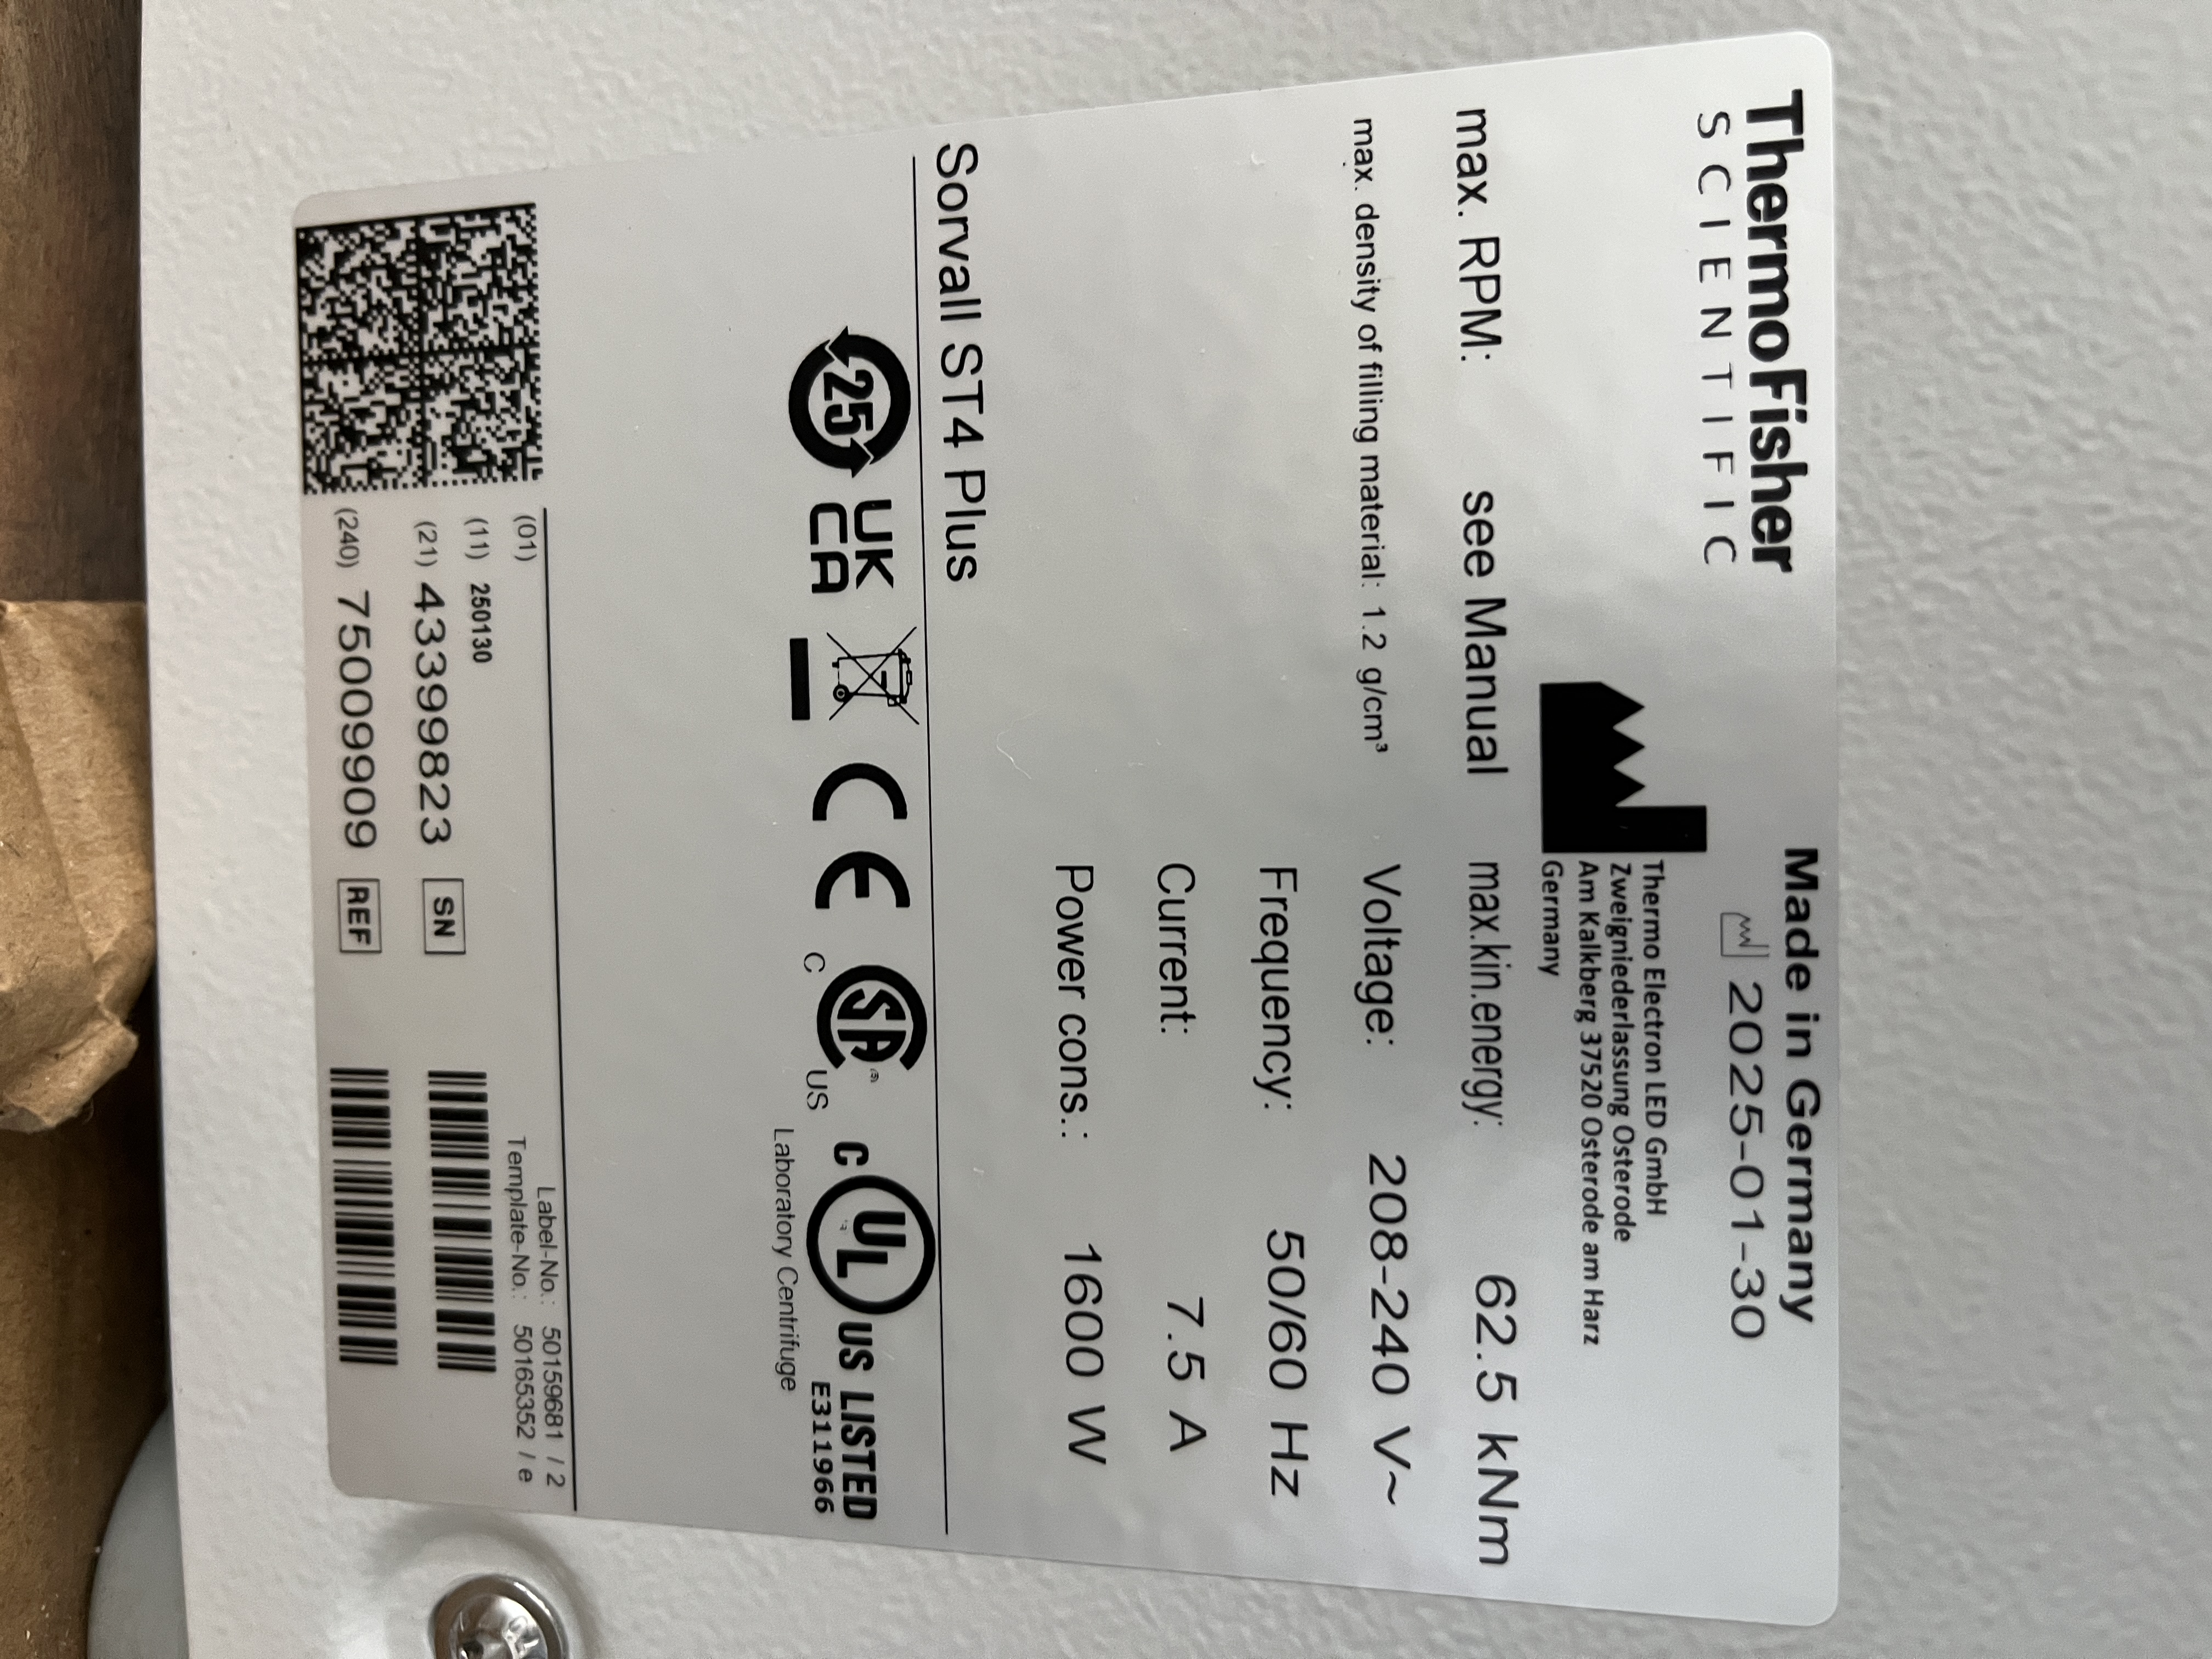 ThermoFisher
SCIENTIFIC
Made in Germany
2025-01-30
Thermo Electron LED GmbH
Zweigniederlassung Osterode
Am Kalkberg 37520 Osterode am Harz
Germany
max. RPM: see Manual
max.kin.energy: 62.5 kNm
max. density of filling material: 1.2 g/cm³
Voltage: 208-240 V~
Frequency: 50/60 Hz
Current: 7.5 A
Power cons.: 1600 W
Sorvall ST4 Plus
25
UK
CA
CE
C SA ® US
C UL US LISTED
E311966
Laboratory Centrifuge
(01)
(11) 250130
(21) 43399823 SN
(240) 75009909 REF
Label-No.: 50159681 / 2
Template-No.: 50165352 / e